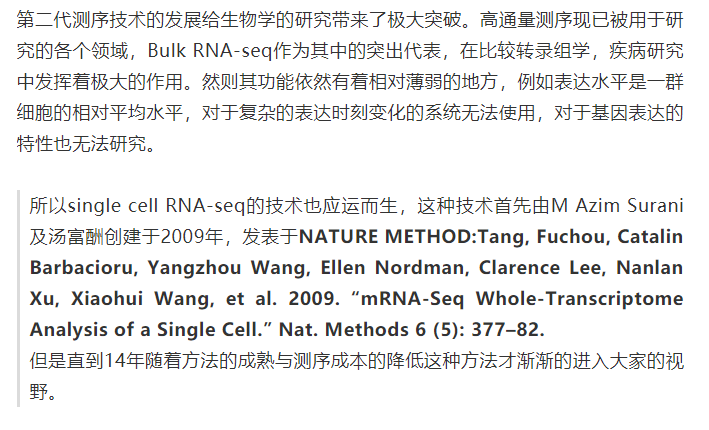 第二代测序技术的发展给生物学的研究带来了极大突破。高通量测序现已被用于研
究的各个领域，Bulk RNA-seq作为其中的突出代表，在比较转录组学，疾病研究
中发挥着极大的作用。然则其功能依然有着相对薄弱的地方，例如表达水平是一群
细胞的相对平均水平，对于复杂的表达时刻变化的系统无法使用，对于基因表达的
特性也无法研究。
所以single cell RNA-seq的技术也应运而生，这种技术首先由M Azim Surani
及汤富酬创建于2009年，发表于NATURE METHOD:Tang, Fuchou, Catalin
Barbacioru, Yangzhou Wang, Ellen Nordman, Clarence Lee, Nanlan
Xu, Xiaohui Wang, et al. 2009. “mRNA-Seq Whole-Transcriptome
Analysis of a Single Cell.” Nat. Methods 6 (5): 377–82.
但是直到14年随着方法的成熟与测序成本的降低这种方法才渐渐的进入大家的视
野。